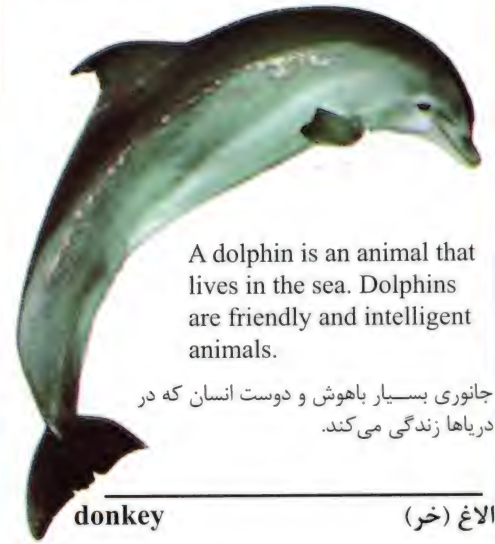 A dolphin is an animal that
lives in the sea. Dolphins
are friendly and intelligent
animals.
جانوری بسیار باهوش و دوست انسان که در
دریاها زندگی می‌کند.
donkey الاغ (خر)